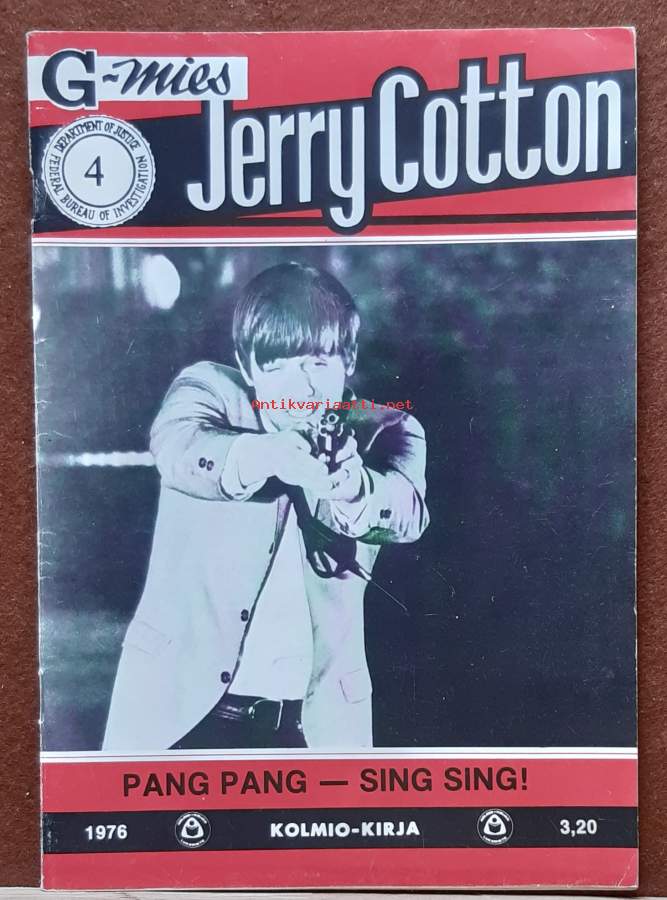 G-mies
Jerry Cotton
DEPARTMENT OF JUSTICE
4
FEDERAL BUREAU OF INVESTIGATION
Antikvariaatti.net
PANG PANG — SING SING!
1976 KOLMIO-KIRJA 3,20